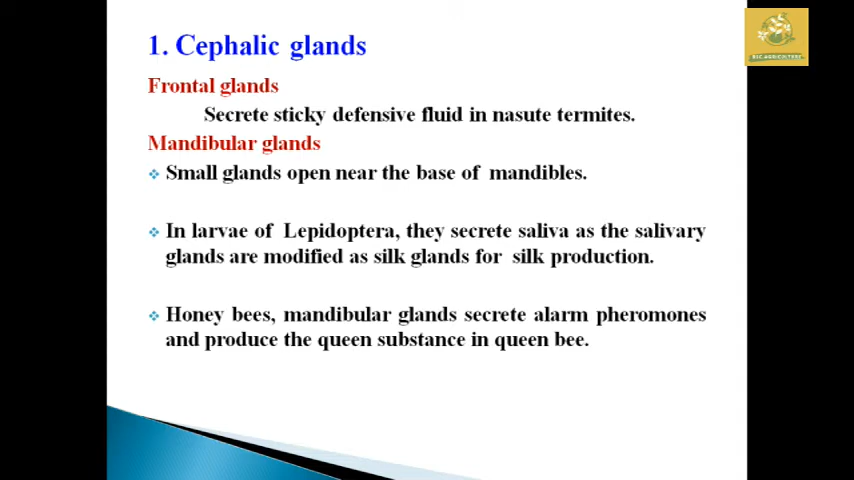 1. Cephalic glands
BSC AGRICULTURE
Frontal glands
Secrete sticky defensive fluid in nasute termites.
Mandibular glands
Small glands open near the base of mandibles.
In larvae of Lepidoptera, they secrete saliva as the salivary
glands are modified as silk glands for silk production.
Honey bees, mandibular glands secrete alarm pheromones
and produce the queen substance in queen bee.